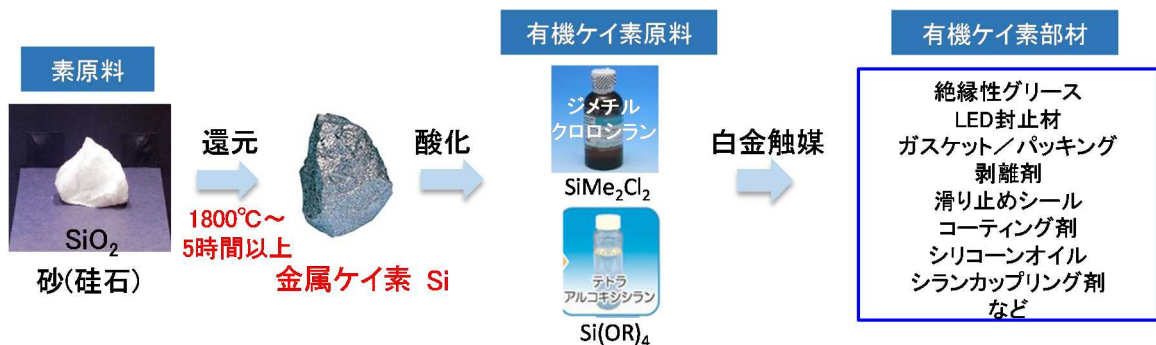 素原料
SiO₂
砂(硅石)
還元
1800℃～
5時間以上
金属ケイ素 Si
酸化
有機ケイ素原料
ジメチル
クロロシラン
SiMe₂Cl₂
テトラ
アルコキシシラン
Si(OR)₄
白金触媒
有機ケイ素部材
絶縁性グリース
LED封止材
ガスケット／パッキング
剥離剤
滑り止めシール
コーティング剤
シリコーンオイル
シランカップリング剤
など